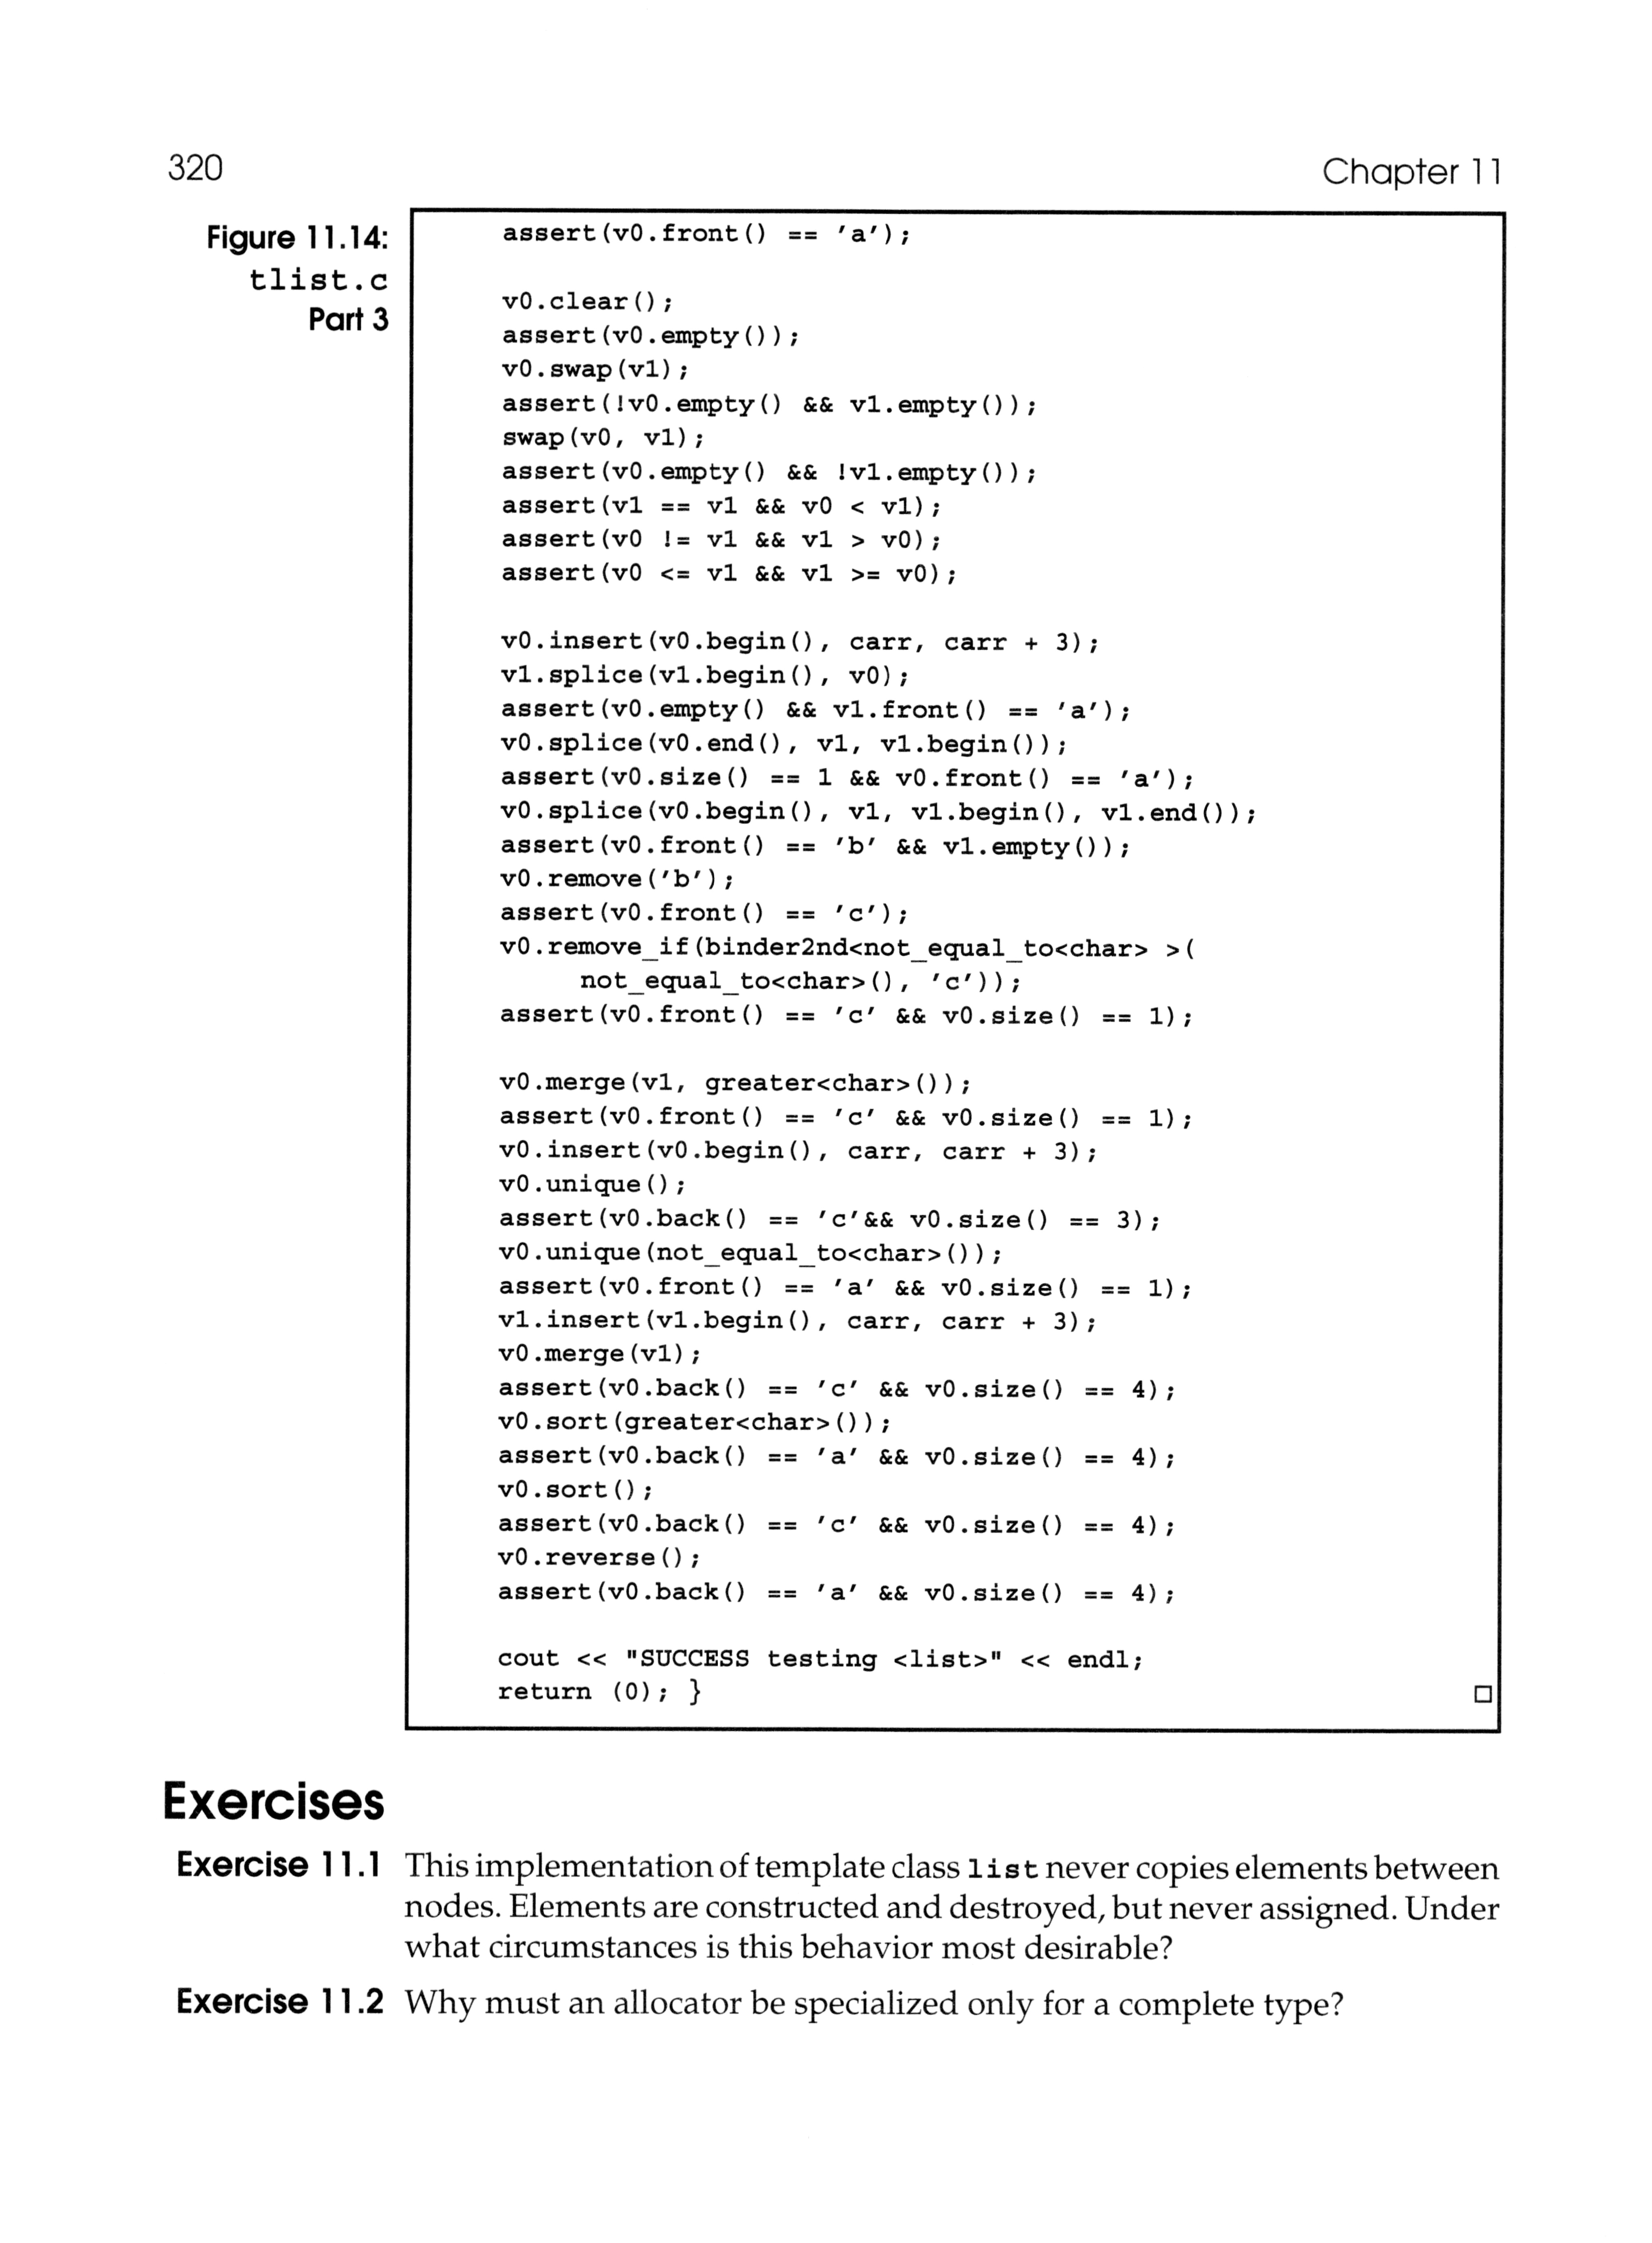 320
Chapter 11
Figure 11.14:
tlist.c
Part 3
assert(v0.front() == 'a');
v0.clear();
assert(v0.empty());
v0.swap(v1);
assert(!v0.empty() && v1.empty());
swap(v0, v1);
assert(v0.empty() && !v1.empty());
assert(v1 == v1 && v0 < v1);
assert(v0 != v1 && v1 > v0);
assert(v0 <= v1 && v1 >= v0);
v0.insert(v0.begin(), carr, carr + 3);
v1.splice(v1.begin(), v0);
assert(v0.empty() && v1.front() == 'a');
v0.splice(v0.end(), v1, v1.begin());
assert(v0.size() == 1 && v0.front() == 'a');
v0.splice(v0.begin(), v1, v1.begin(), v1.end());
assert(v0.front() == 'b' && v1.empty());
v0.remove('b');
assert(v0.front() == 'c');
v0.remove_if(binder2nd<not_equal_to<char> >(
not_equal_to<char>(), 'c'));
assert(v0.front() == 'c' && v0.size() == 1);
v0.merge(v1, greater<char>());
assert(v0.front() == 'c' && v0.size() == 1);
v0.insert(v0.begin(), carr, carr + 3);
v0.unique();
assert(v0.back() == 'c'&& v0.size() == 3);
v0.unique(not_equal_to<char>());
assert(v0.front() == 'a' && v0.size() == 1);
v1.insert(v1.begin(), carr, carr + 3);
v0.merge(v1);
assert(v0.back() == 'c' && v0.size() == 4);
v0.sort(greater<char>());
assert(v0.back() == 'a' && v0.size() == 4);
v0.sort();
assert(v0.back() == 'c' && v0.size() == 4);
v0.reverse();
assert(v0.back() == 'a' && v0.size() == 4);
cout << "SUCCESS testing <list>" << endl;
return (0); }
Exercises
Exercise 11.1 This implementation of template class list never copies elements between
nodes. Elements are constructed and destroyed, but never assigned. Under
what circumstances is this behavior most desirable?
Exercise 11.2 Why must an allocator be specialized only for a complete type?